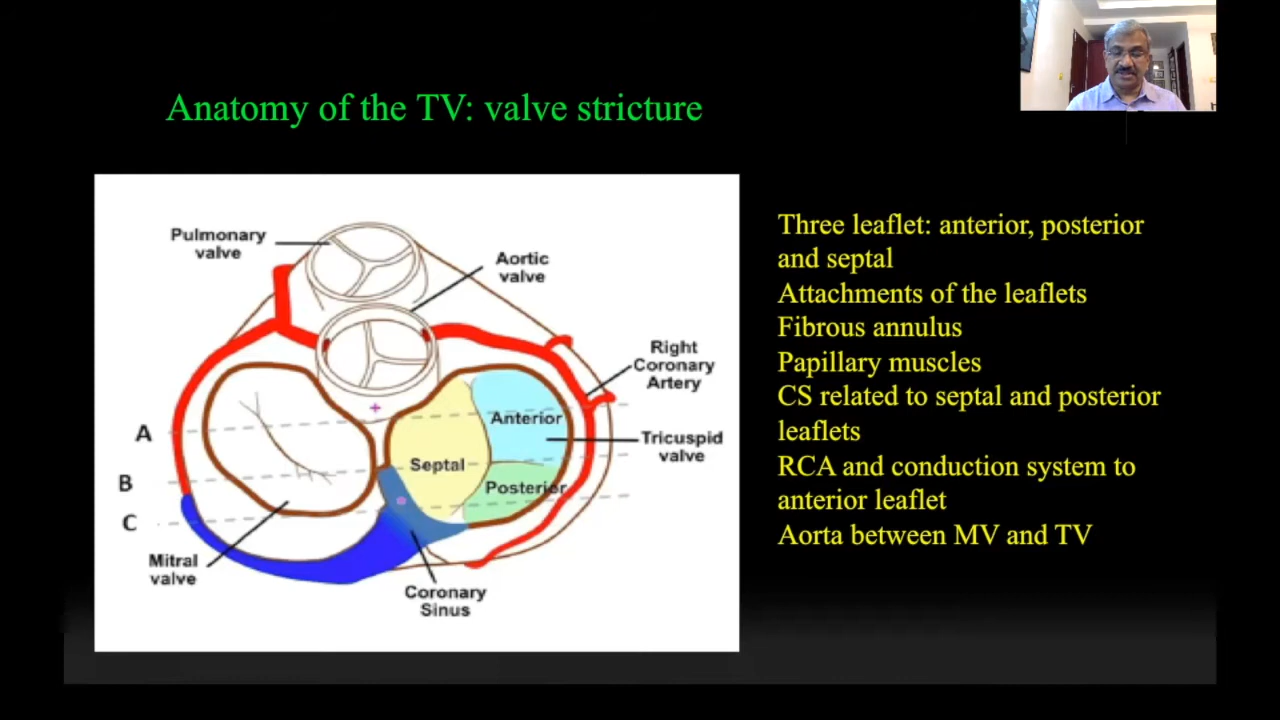 Anatomy of the TV: valve stricture
Pulmonary
valve
Aortic
valve
Right
Coronary
Artery
A
Anterior
Tricuspid
valve
Septal
B
Posterior
C
Mitral
valve
Coronary
Sinus
Three leaflet: anterior, posterior
and septal
Attachments of the leaflets
Fibrous annulus
Papillary muscles
CS related to septal and posterior
leaflets
RCA and conduction system to
anterior leaflet
Aorta between MV and TV